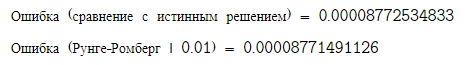 Ошибка (сравнение с истинным решением) = 0.00008772534833
Ошибка (Рунге-Ромберг | 0.01) = 0.00008771491126